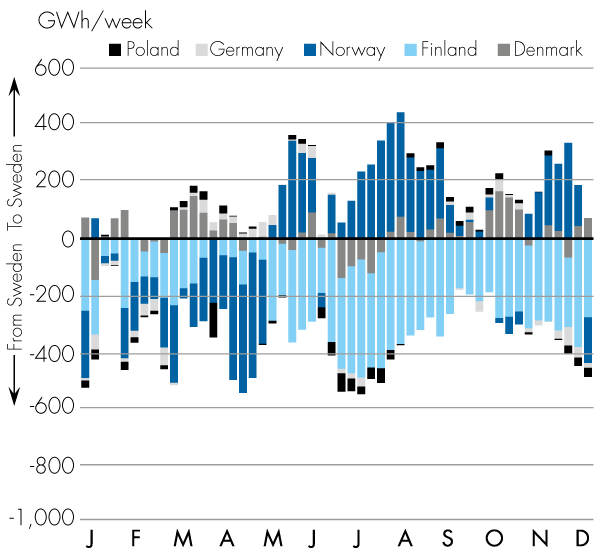 GWh/week
Poland Germany Norway Finland Denmark
600
400
200
0
-200
-400
-600
-800
-1,000
From Sweden To Sweden
J F M A M J J A S O N D